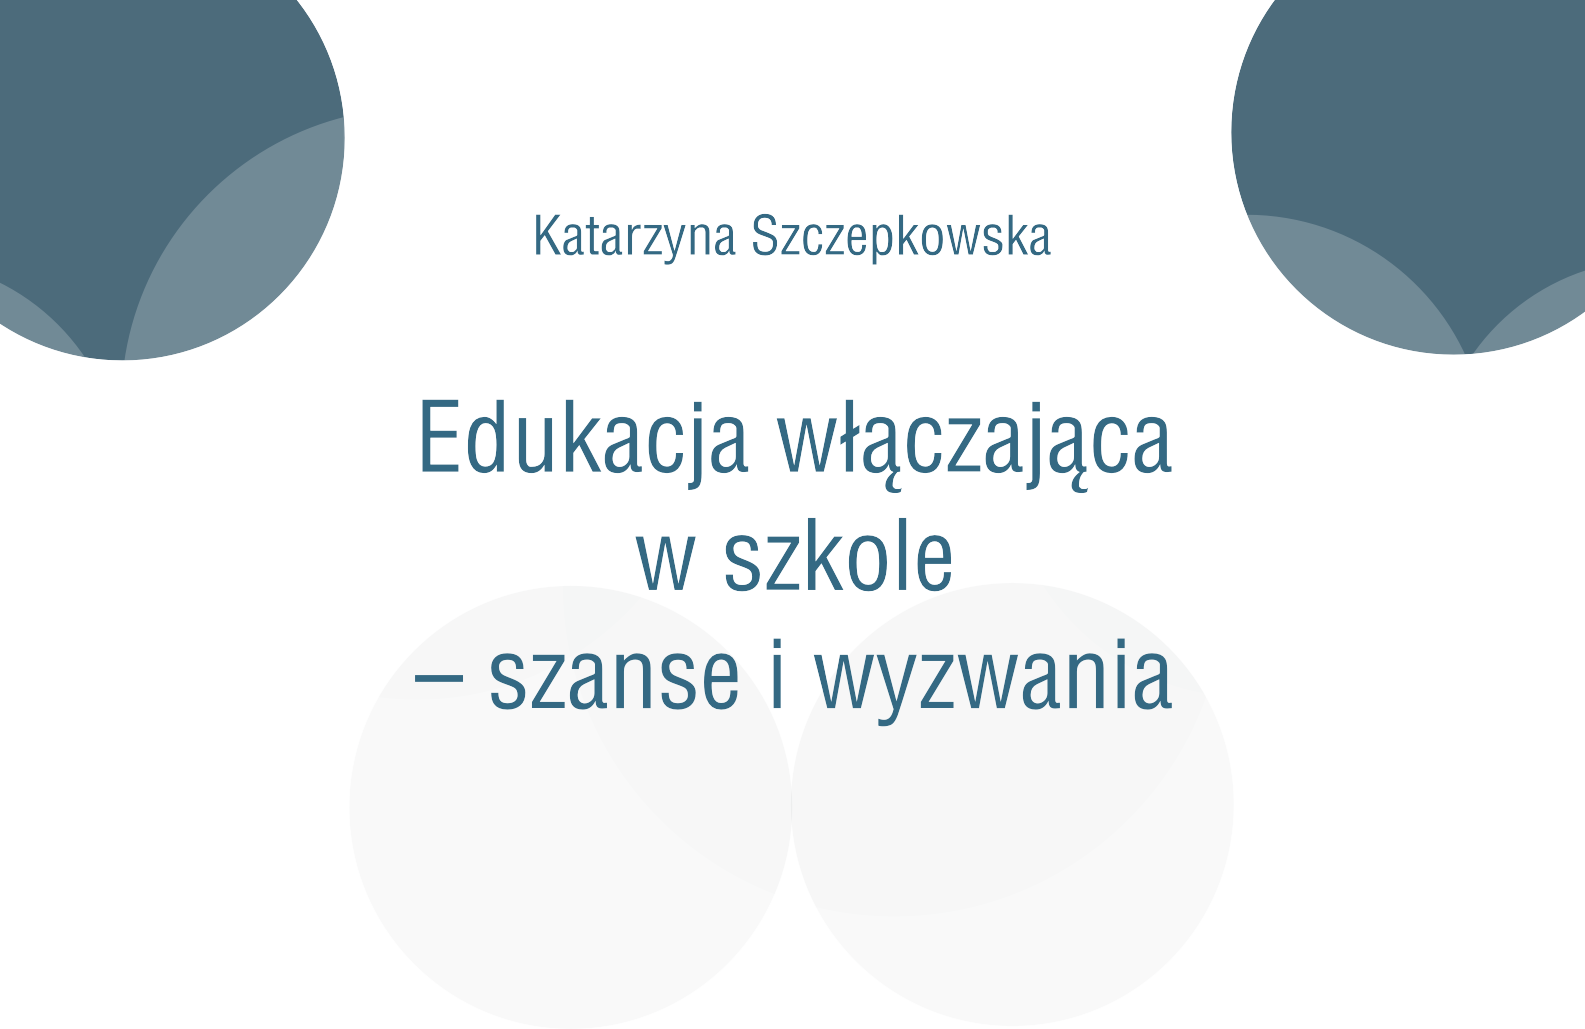 Katarzyna Szczepkowska
Edukacja włączająca
w szkole
– szanse i wyzwania